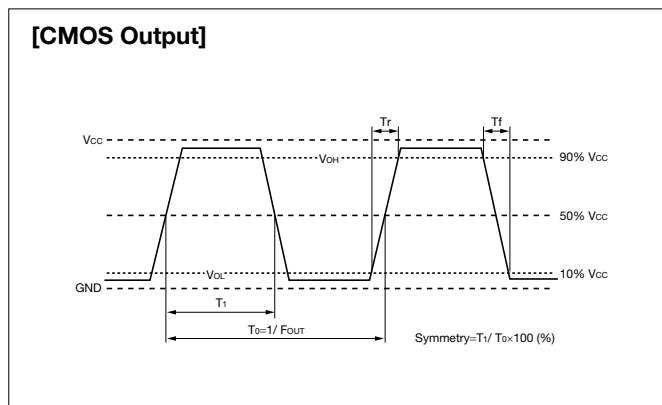 [CMOS Output]
Tr
Tf
VCC
VOH
90% VCC
50% VCC
VOL
10% VCC
GND
T1
T0=1/ FOUT
Symmetry=T1/ T0×100 (%)